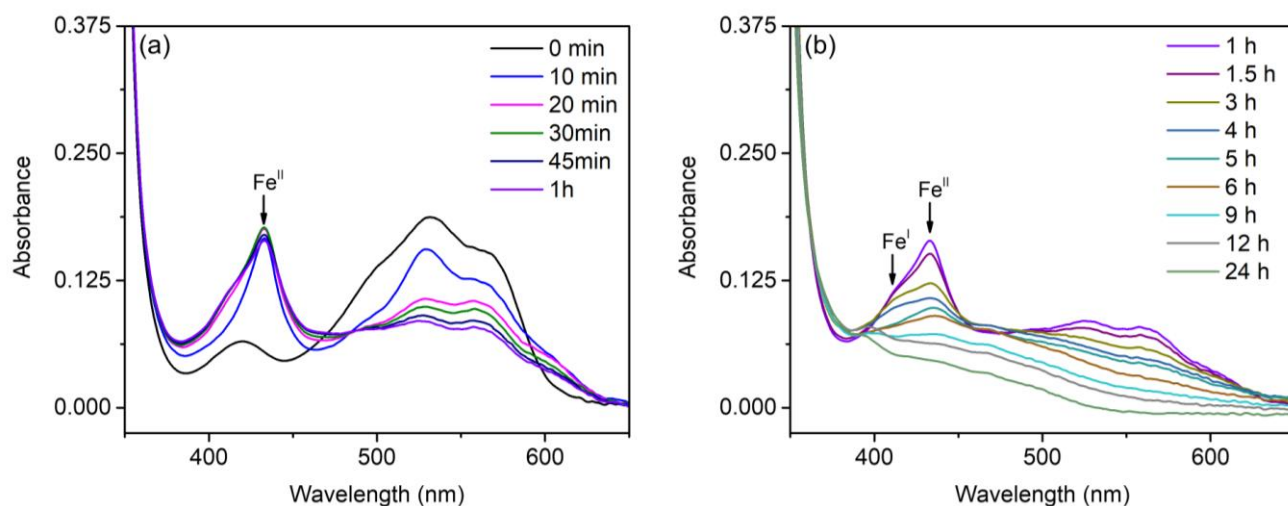 (a)
0.375
0.250
0.125
0.000
Absorbance
400
500
600
Wavelength (nm)
Fe^II
0 min
10 min
20 min
30min
45min
1h
(b)
0.375
0.250
0.125
0.000
Absorbance
400
500
600
Wavelength (nm)
Fe^I
Fe^II
1 h
1.5 h
3 h
4 h
5 h
6 h
9 h
12 h
24 h